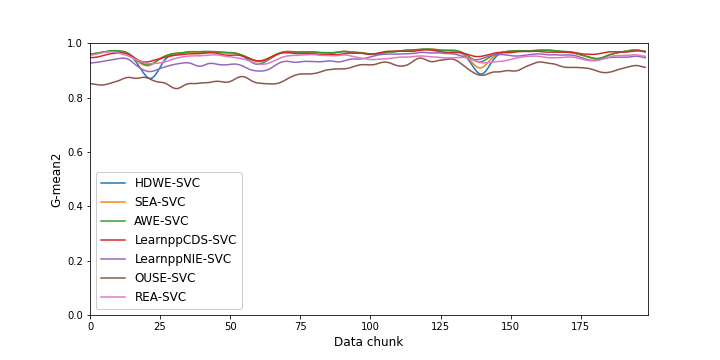 1.0
0.8
0.6
0.4
0.2
0.0
G-mean2
HDWE-SVC
SEA-SVC
AWE-SVC
LearnppCDS-SVC
LearnppNIE-SVC
OUSE-SVC
REA-SVC
0 25 50 75 100 125 150 175
Data chunk